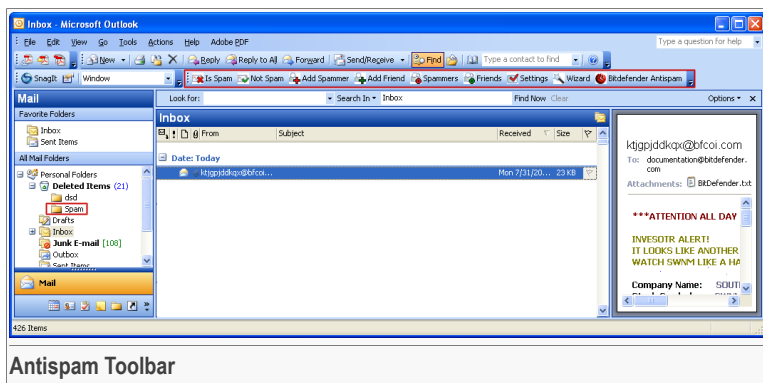 Inbox - Microsoft Outlook
File Edit View Go Tools Actions Help Adobe PDF Type a question for help
New Reply Reply to All Forward Send/Receive Find Type a contact to find
SnagIt Window Is Spam Not Spam Add Spammer Add Friend Spammers Friends Settings Wizard Bitdefender Antispam
Mail Look for: Search In Inbox Find Now Clear Options
Favorite Folders
Inbox
Sent Items
All Mail Folders
Personal Folders
Deleted Items (21)
dsd
Spam
Drafts
Inbox
Junk E-mail [108]
Outbox
Sent Items
Mail
426 Items
Inbox
From Subject Received Size
Date: Today
ktjgpjddkqx@bfcoi... Mon 7/31/20... 23 KB
ktjgpjddkqx@bfcoi.com
To: documentation@bitdefender.
com
Attachments: BitDefender.txt
***ATTENTION ALL DAY
INVESOTR ALERT!
IT LOOKS LIKE ANOTHER
WATCH SWNM LIKE A HA
Company Name: SOUTI
Antispam Toolbar